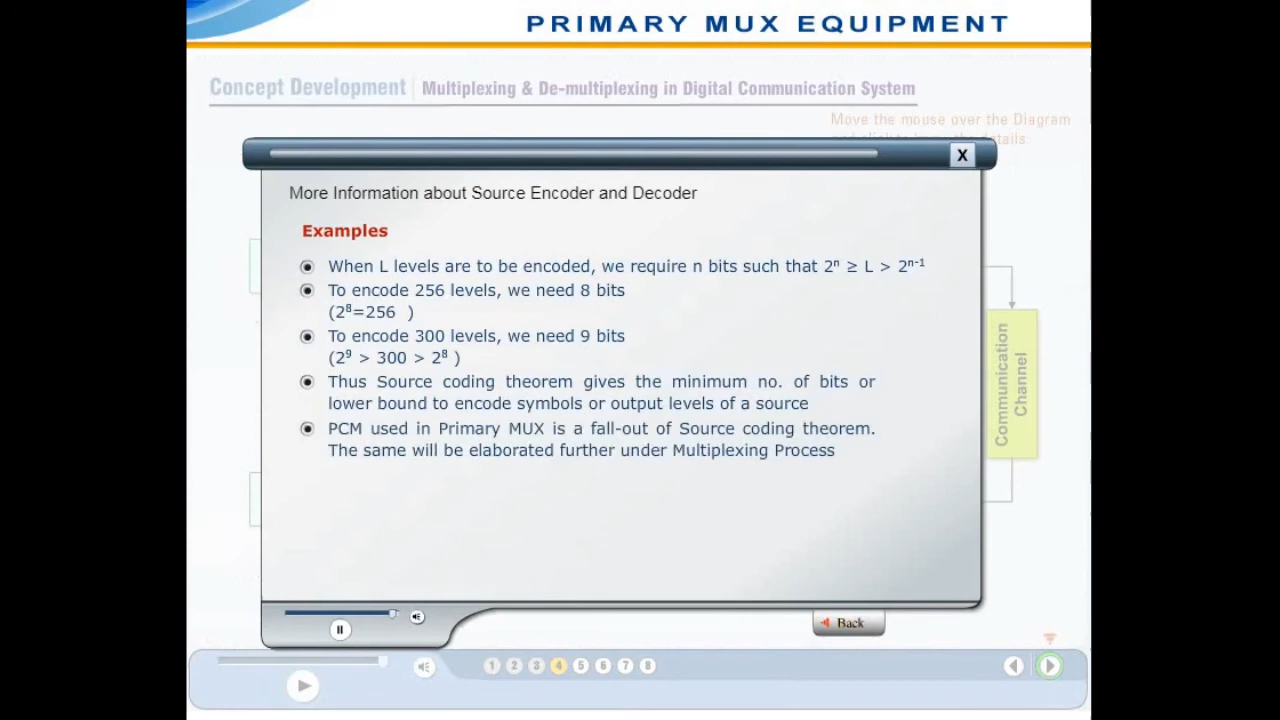 PRIMARY MUX EQUIPMENT
Concept Development | Multiplexing & De-multiplexing in Digital Communication System
Move the mouse over the Diagram
X
More Information about Source Encoder and Decoder
Examples
When L levels are to be encoded, we require n bits such that 2ⁿ ≥ L > 2ⁿ⁻¹
To encode 256 levels, we need 8 bits
(2⁸=256 )
To encode 300 levels, we need 9 bits
(2⁹ > 300 > 2⁸ )
Thus Source coding theorem gives the minimum no. of bits or
lower bound to encode symbols or output levels of a source
PCM used in Primary MUX is a fall-out of Source coding theorem.
The same will be elaborated further under Multiplexing Process
Communication
Channel
Back
1 2 3 4 5 6 7 8